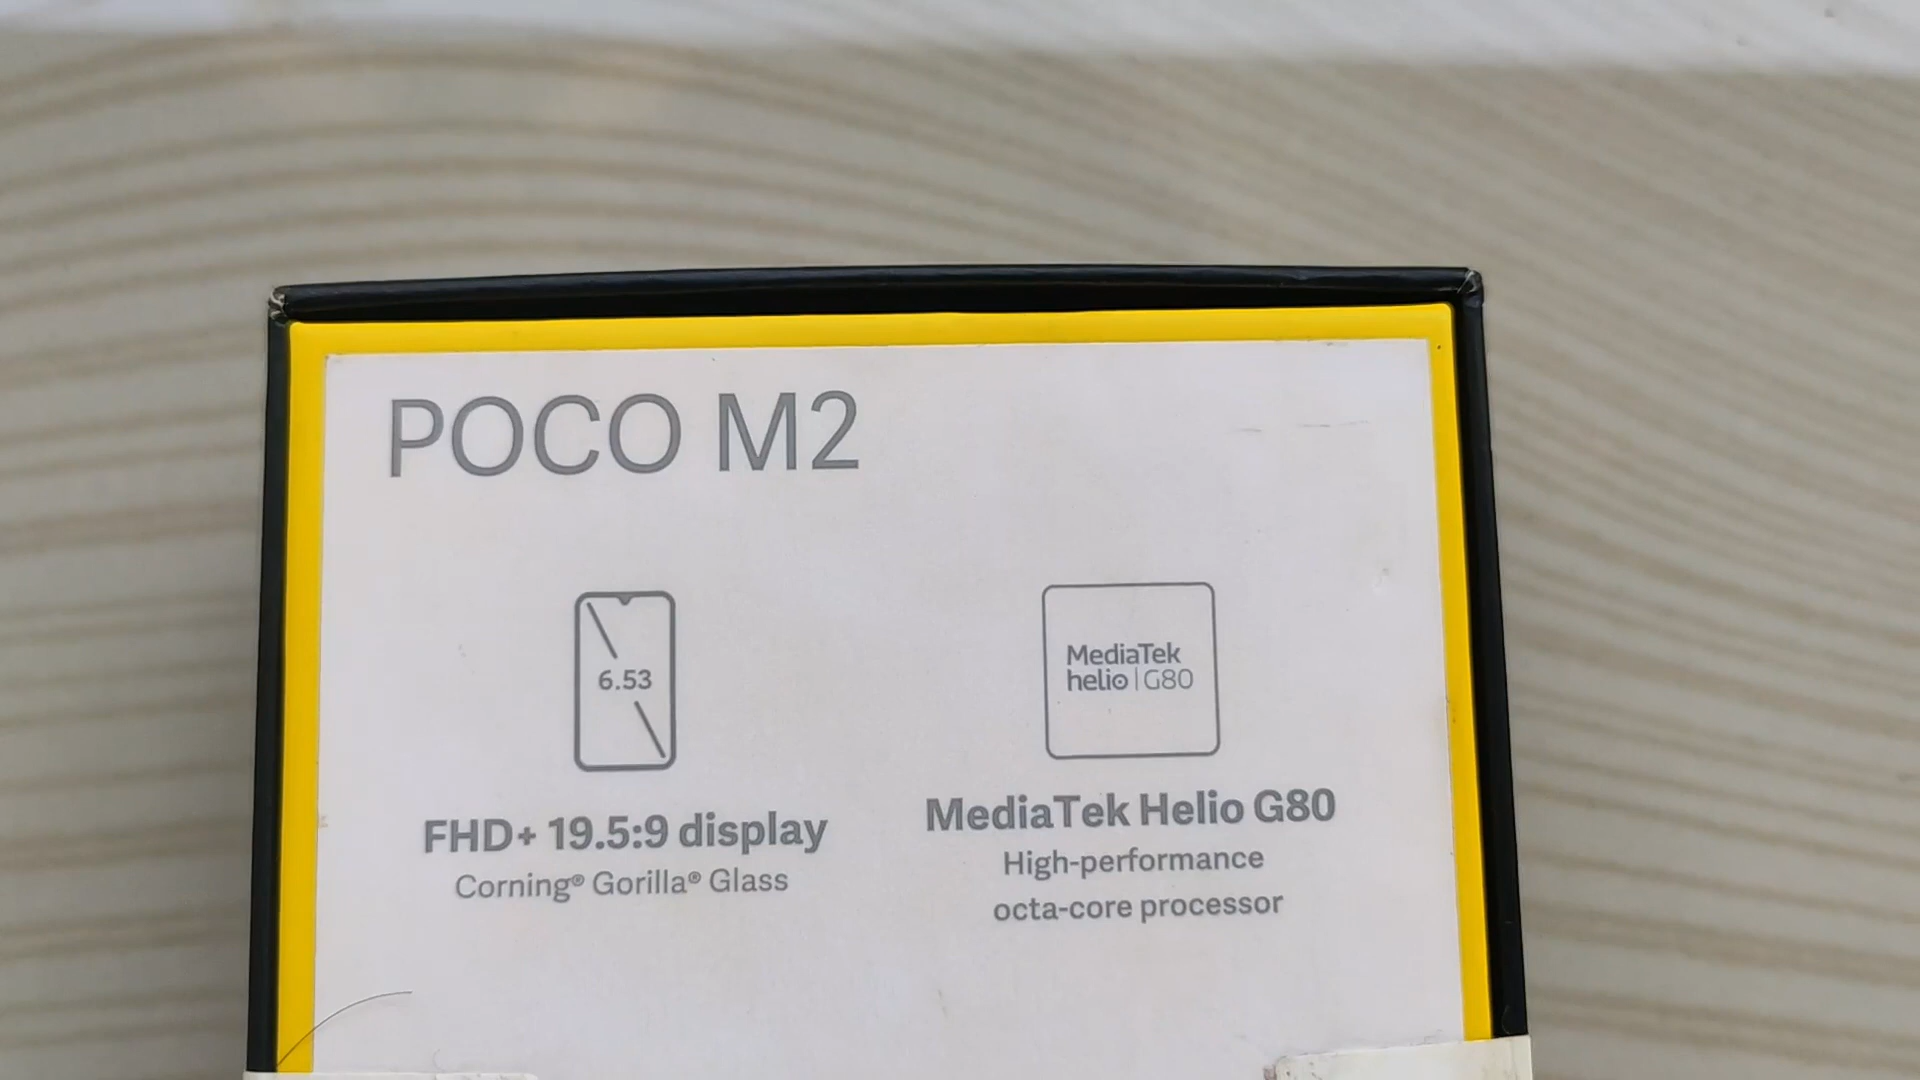 POCO M2
6.53
MediaTek
helio | G80
FHD+ 19.5:9 display
Corning® Gorilla® Glass
MediaTek Helio G80
High-performance
octa-core processor